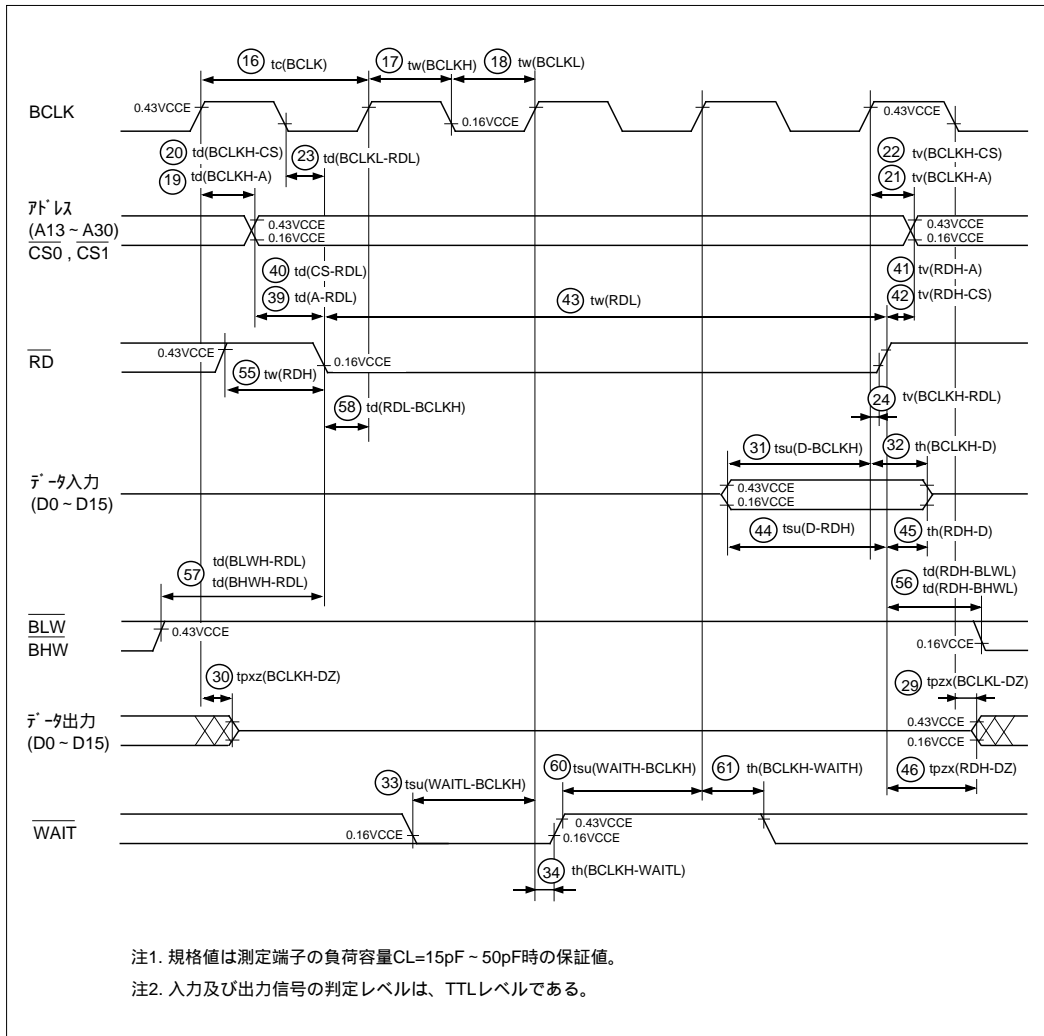 ⑯ tc(BCLK)
⑰ tw(BCLKH)
⑱ tw(BCLKL)
BCLK
0.43VCCE
0.16VCCE
0.43VCCE
⑳ td(BCLKH-CS)
⑲ td(BCLKH-A)
㉓ td(BCLKL-RDL)
㉒ tv(BCLKH-CS)
㉑ tv(BCLKH-A)
アドレス
(A13 ~ A30)
CS0 , CS1
0.43VCCE
0.16VCCE
0.43VCCE
0.16VCCE
㊵ td(CS-RDL)
㊴ td(A-RDL)
㊸ tw(RDL)
㊶ tv(RDH-A)
㊷ tv(RDH-CS)
RD
0.43VCCE
0.16VCCE
55 tw(RDH)
58 td(RDL-BCLKH)
㉔ tv(BCLKH-RDL)
㉛ tsu(D-BCLKH)
㉜ th(BCLKH-D)
データ入力
(D0 ~ D15)
0.43VCCE
0.16VCCE
㊹ tsu(D-RDH)
㊺ th(RDH-D)
57 td(BLWH-RDL)
td(BHWH-RDL)
56 td(RDH-BLWL)
td(RDH-BHWL)
BLW
BHW
0.43VCCE
0.16VCCE
㉚ tpxz(BCLKH-DZ)
㉙ tpzx(BCLKL-DZ)
データ出力
(D0 ~ D15)
0.43VCCE
0.16VCCE
㊻ tpzx(RDH-DZ)
㉝ tsu(WAITL-BCLKH)
60 tsu(WAITH-BCLKH)
61 th(BCLKH-WAITH)
WAIT
0.16VCCE
0.43VCCE
0.16VCCE
㉞ th(BCLKH-WAITL)
注1. 規格値は測定端子の負荷容量CL=15pF ~ 50pF時の保証値。
注2. 入力及び出力信号の判定レベルは、TTLレベルである。